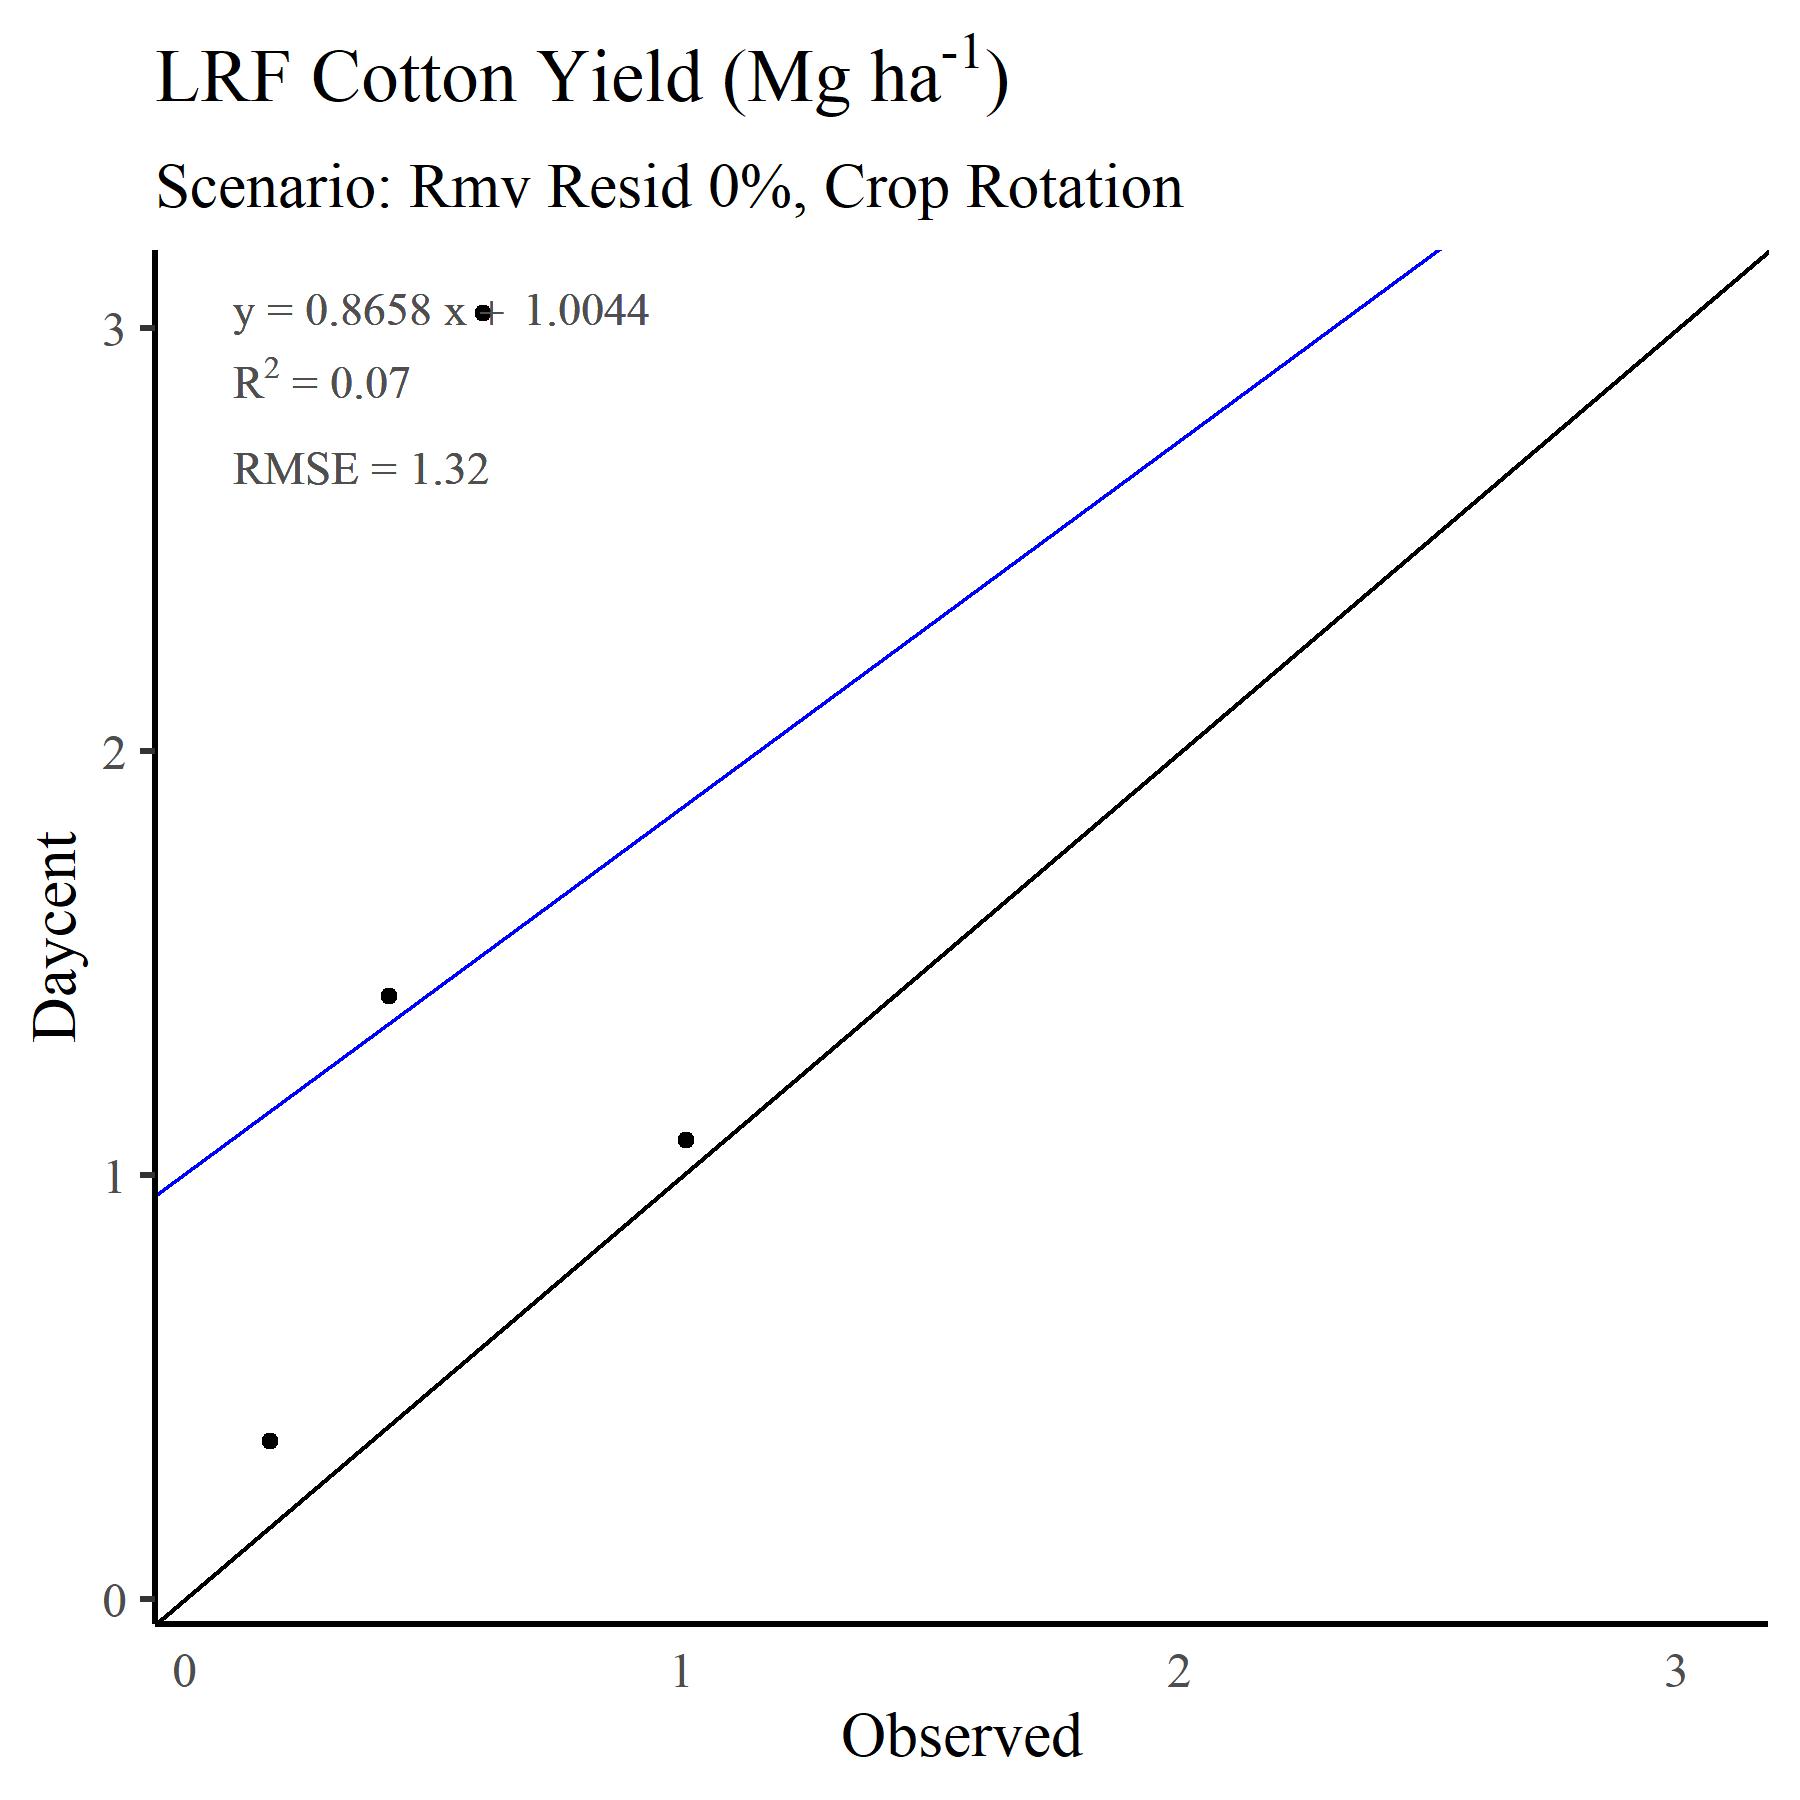 LRF Cotton Yield (Mg ha⁻¹)
Scenario: Rmv Resid 0%, Crop Rotation
y = 0.8658 x + 1.0044
R² = 0.07
RMSE = 1.32
3
2
1
0
Daycent
0 1 2 3
Observed